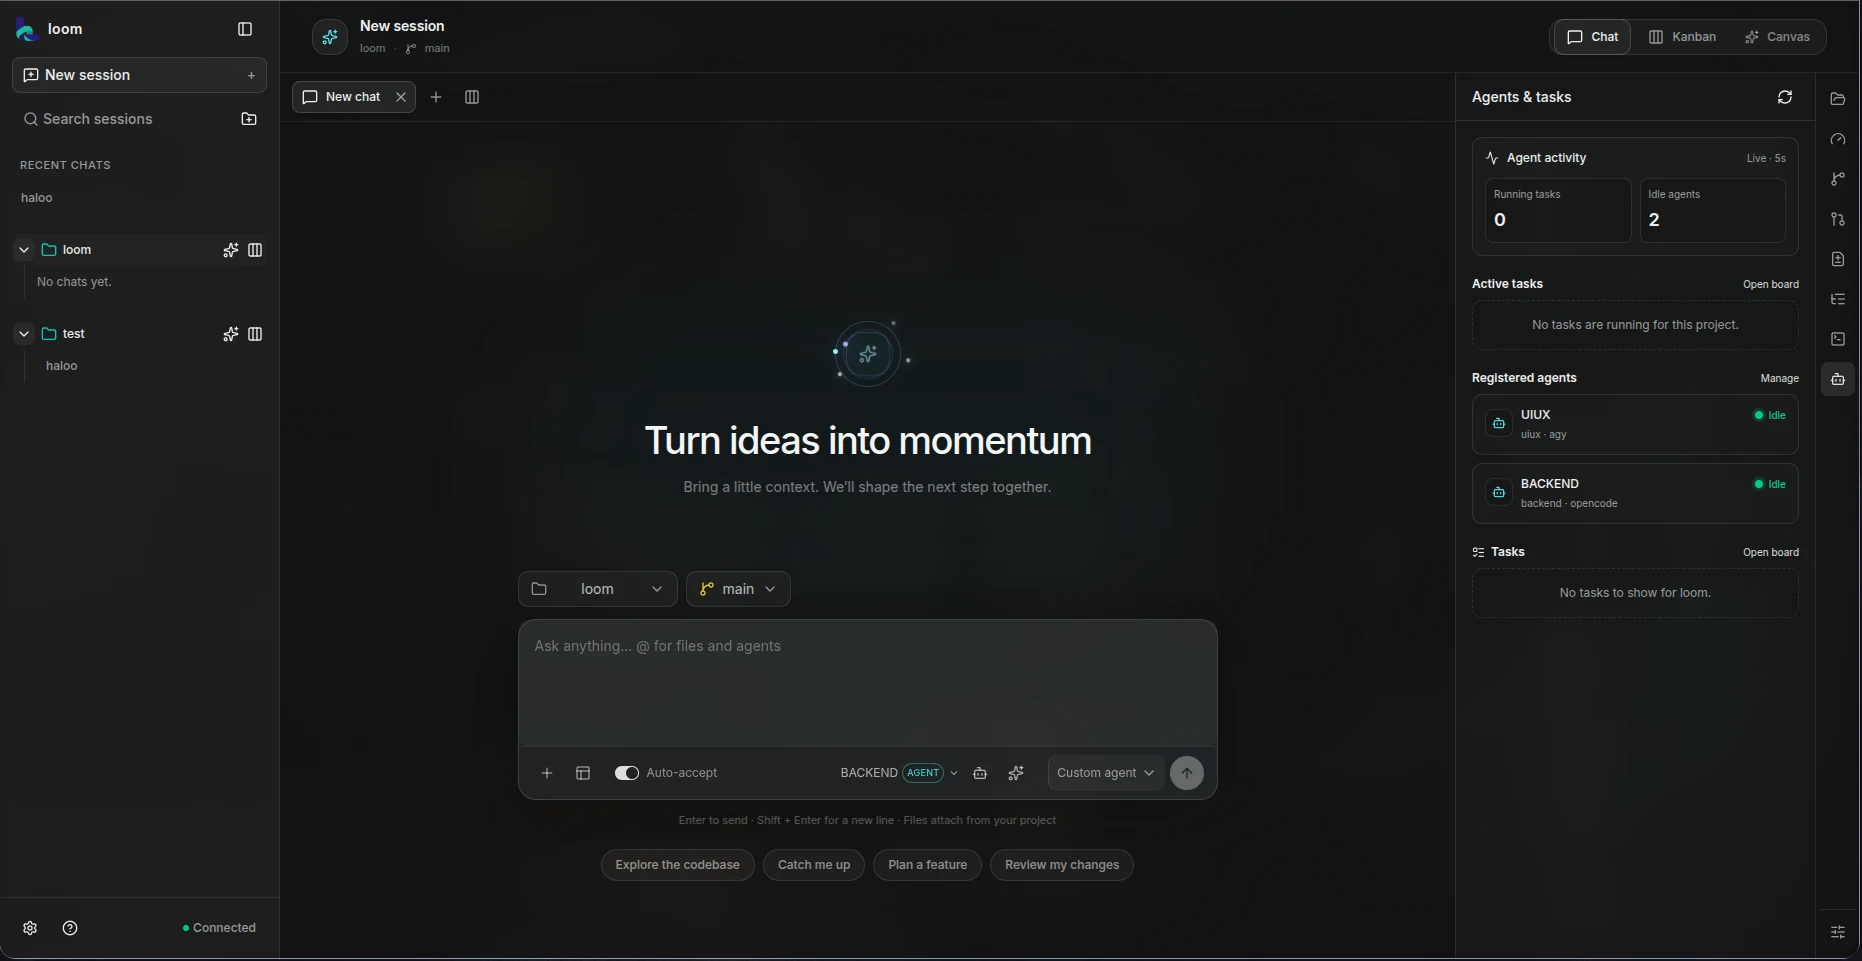 loom
New session
+
Search sessions
RECENT CHATS
haloo
loom
No chats yet.
test
haloo
Connected
New session
loom · main
Chat
Kanban
Canvas
New chat
Turn ideas into momentum
Bring a little context. We’ll shape the next step together.
loom
main
Ask anything... @ for files and agents
Auto-accept
BACKEND AGENT
Custom agent
Enter to send · Shift + Enter for a new line · Files attach from your project
Explore the codebase
Catch me up
Plan a feature
Review my changes
Agents & tasks
Agent activity
Live · 5s
Running tasks
0
Idle agents
2
Active tasks
Open board
No tasks are running for this project.
Registered agents
Manage
UIUX
Idle
uiux · agy
BACKEND
Idle
backend · opencode
Tasks
Open board
No tasks to show for loom.